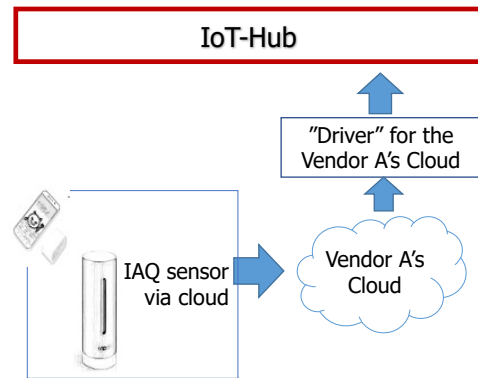 IoT-Hub
”Driver” for the
Vendor A’s Cloud
IAQ sensor
via cloud
Vendor A’s
Cloud